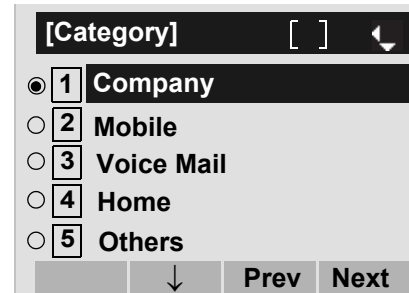 [Category] [ ]
1 Company
2 Mobile
3 Voice Mail
4 Home
5 Others
↓ Prev Next